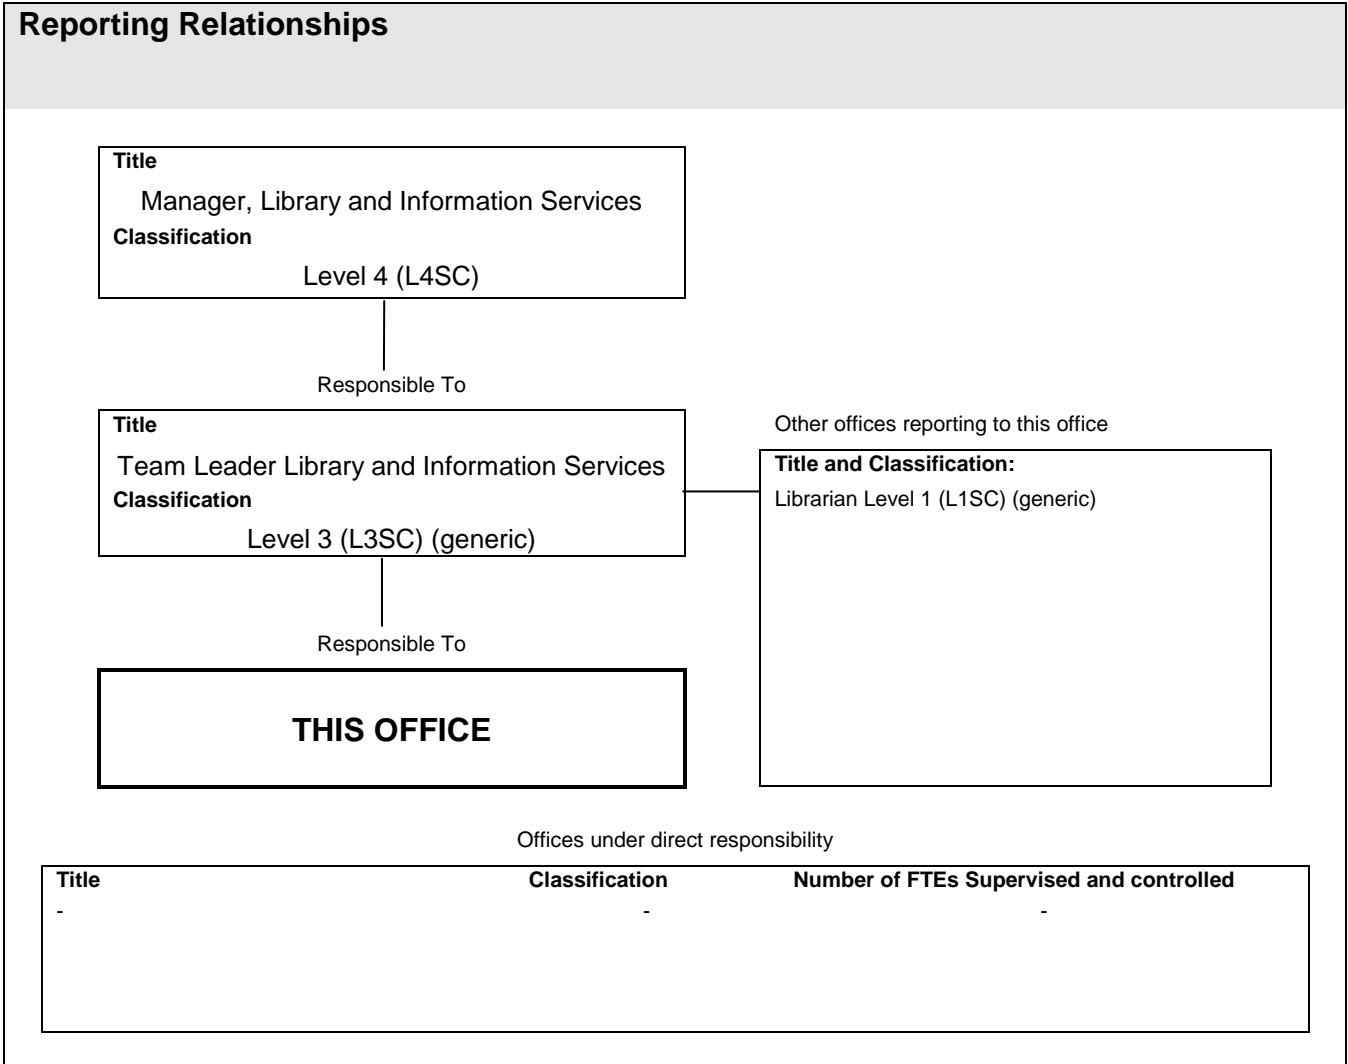 Reporting Relationships
Title
Manager, Library and Information Services
Classification
Level 4 (L4SC)
Responsible To
Title
Team Leader Library and Information Services
Classification
Level 3 (L3SC) (generic)
Other offices reporting to this office
Title and Classification:
Librarian Level 1 (L1SC) (generic)
Responsible To
THIS OFFICE
Offices under direct responsibility
Title Classification Number of FTEs Supervised and controlled
- - -